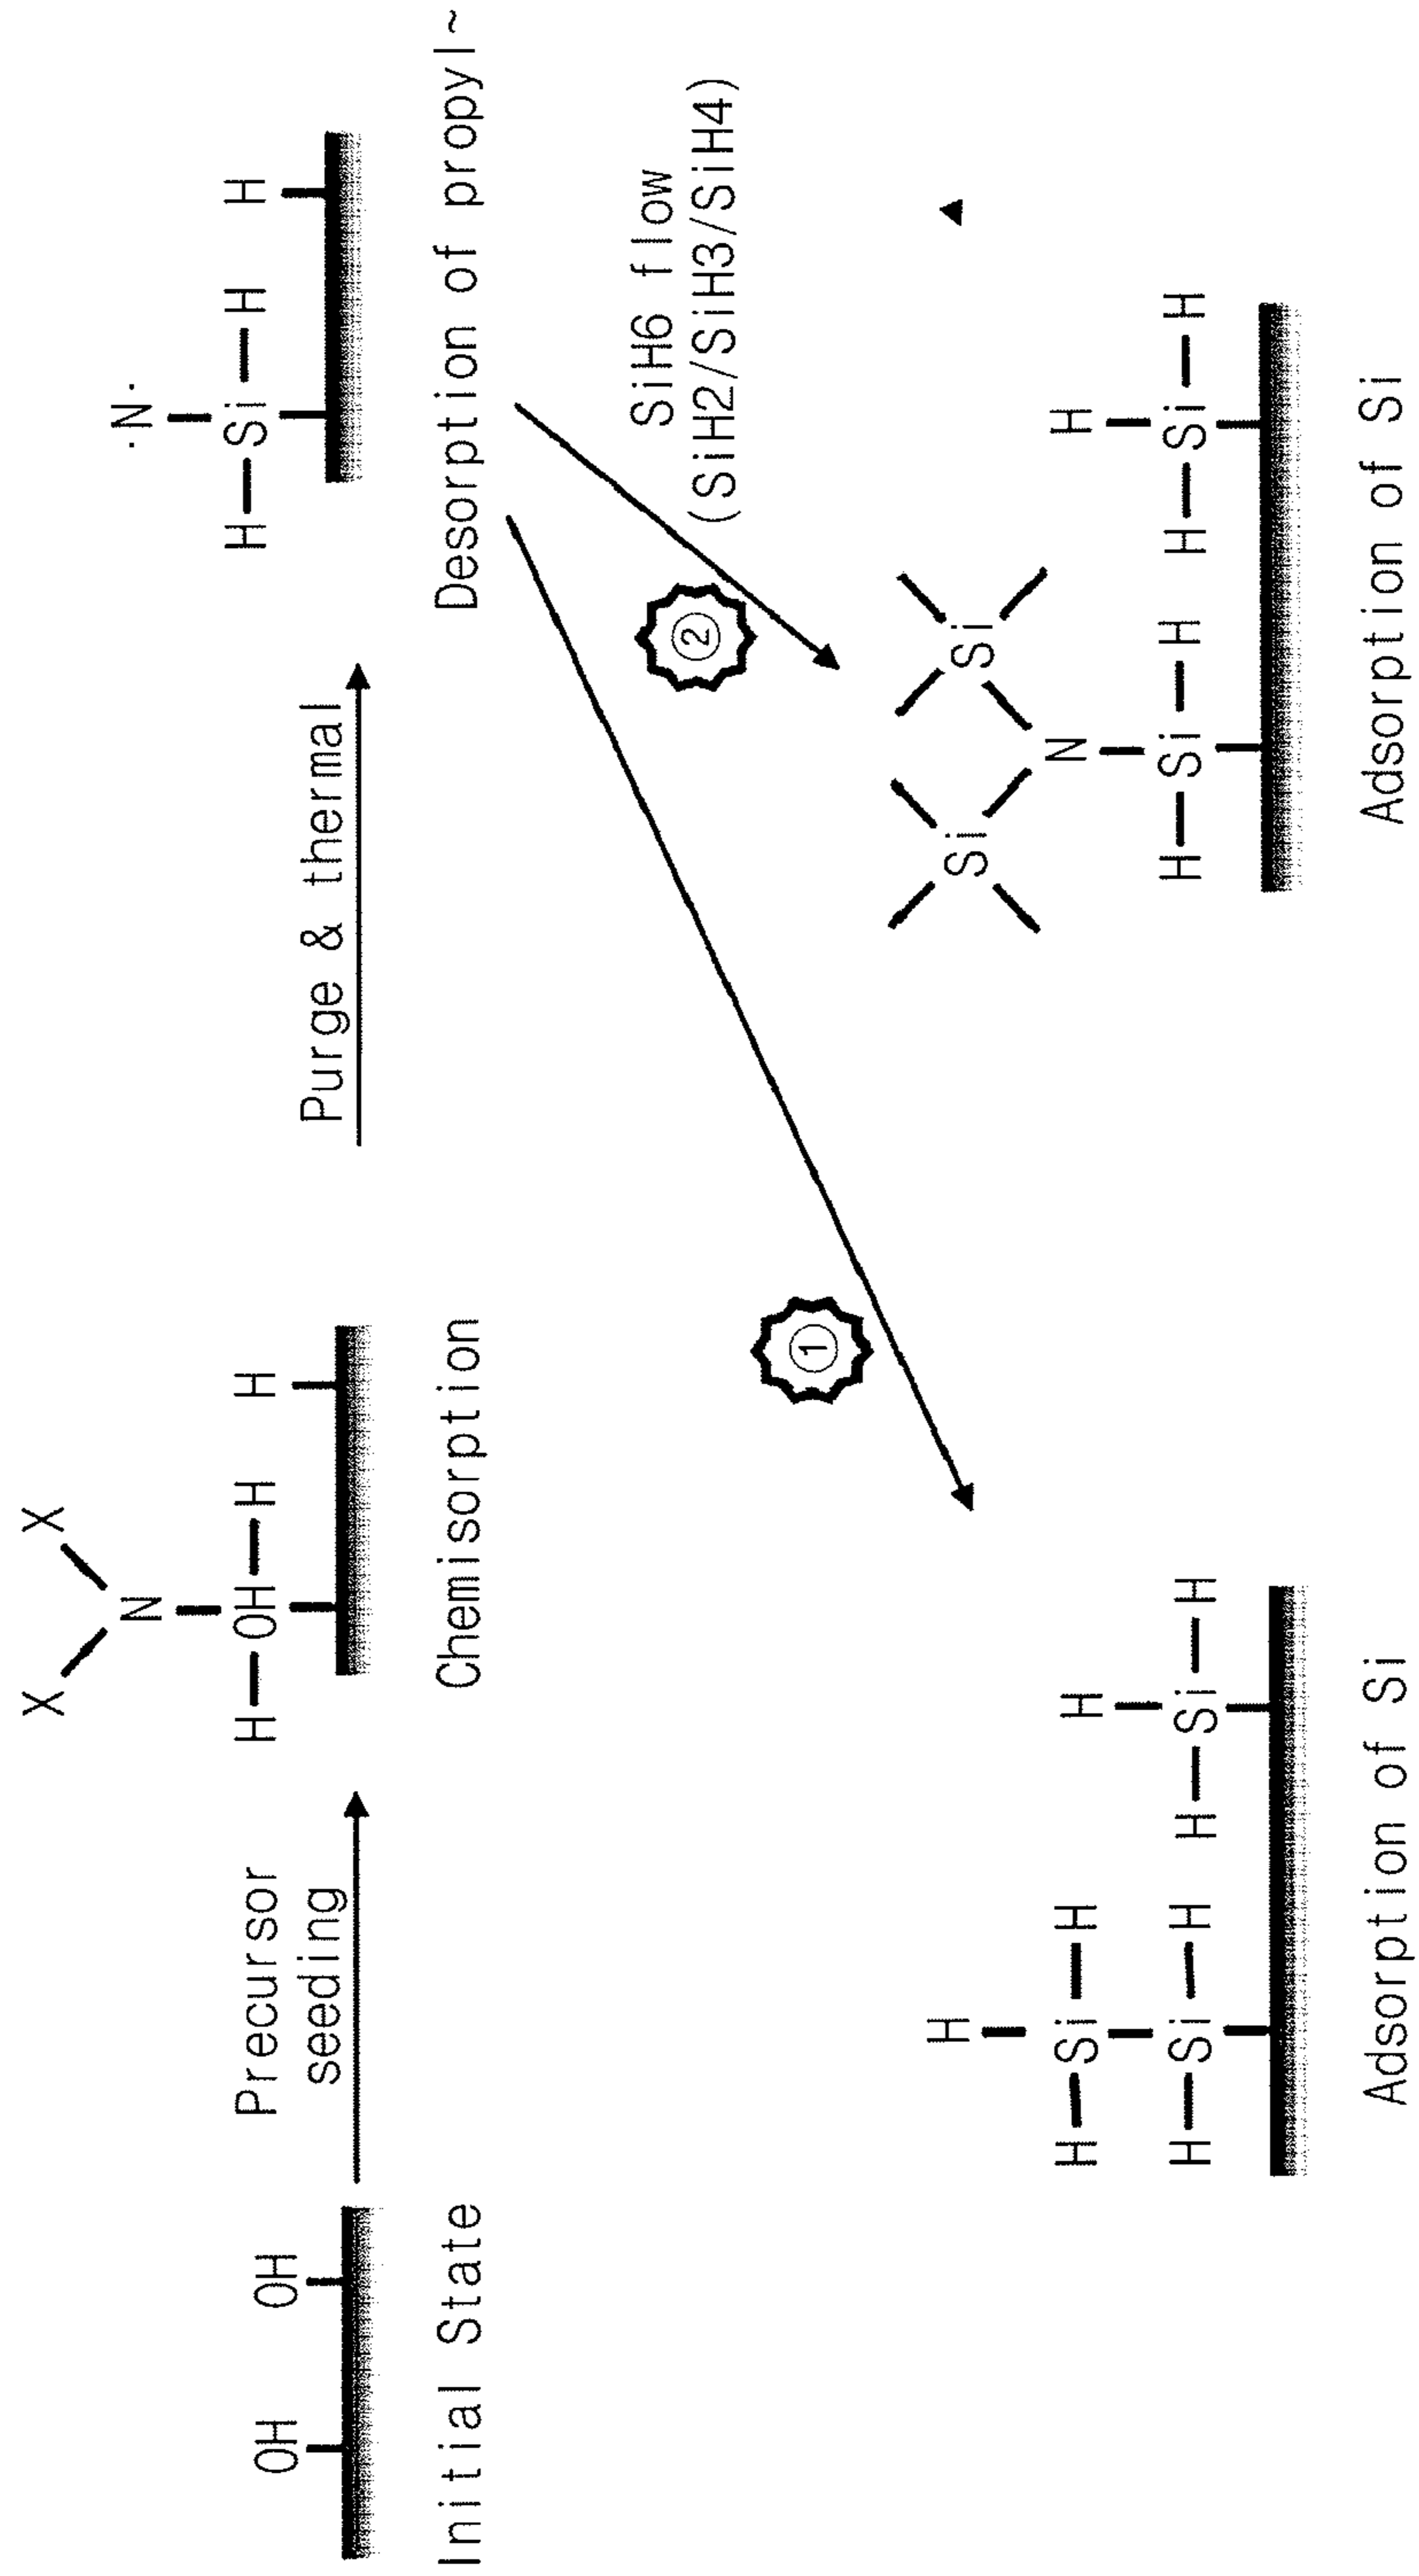 OH OH
Initial State
Precursor
seeding
X X
N
H OH H H
Chemisorption
Purge & thermal
·N·
H Si H H
Desorption of propyl~
①
②
SiH6 flow
(SiH2/SiH3/SiH4)
H
H Si H H
H Si H H Si H
Adsorption of Si
Si Si
N H
H Si H H Si H
Adsorption of Si